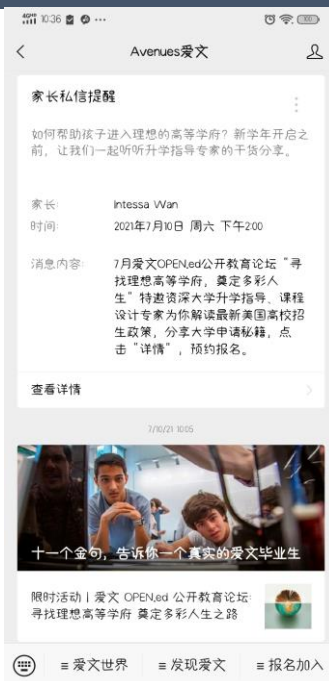 10:36
Avenues爱文
家长私信提醒
如何帮助孩子进入理想的高等学府？新学年开启之
前，让我们一起听听升学指导专家的干货分享。
家长: Intessa Wan
时间: 2021年7月10日 周六 下午2:00
消息内容: 7月爱文OPEN,ed公开教育论坛“寻
找理想高等学府，奠定多彩人
生”特邀资深大学升学指导、课程
设计专家为你解读最新美国高校招
生政策，分享大学申请秘籍，点
击“详情”，预约报名。
查看详情
7/10/21 10:05
十一个金句，告诉你一个真实的爱文毕业生
限时活动丨爱文 OPEN,ed 公开教育论坛:
寻找理想高等学府 奠定多彩人生之路
≡ 爱文世界 ≡ 发现爱文 ≡ 报名加入